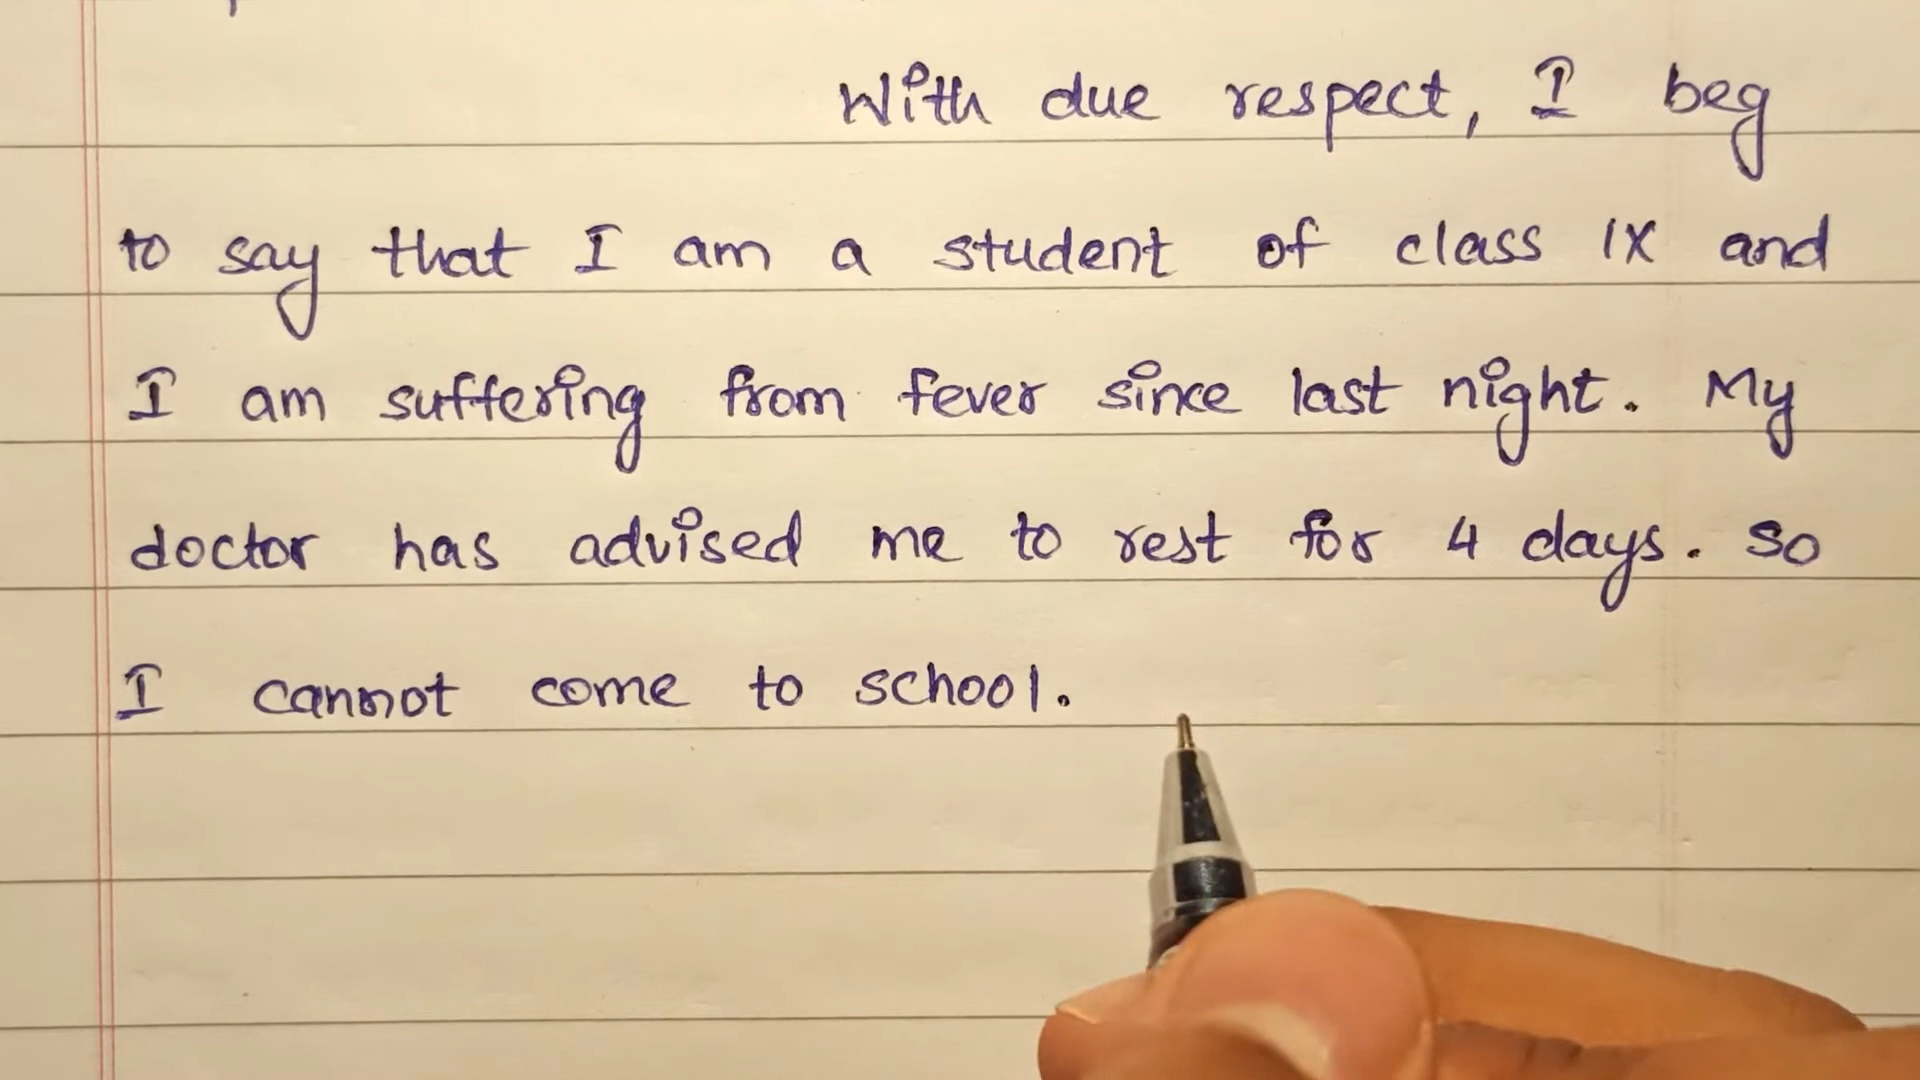 With due respect, I beg
to say that I am a student of class IX and
I am suffering from fever since last night. My
doctor has advised me to rest for 4 days. So
I cannot come to school.